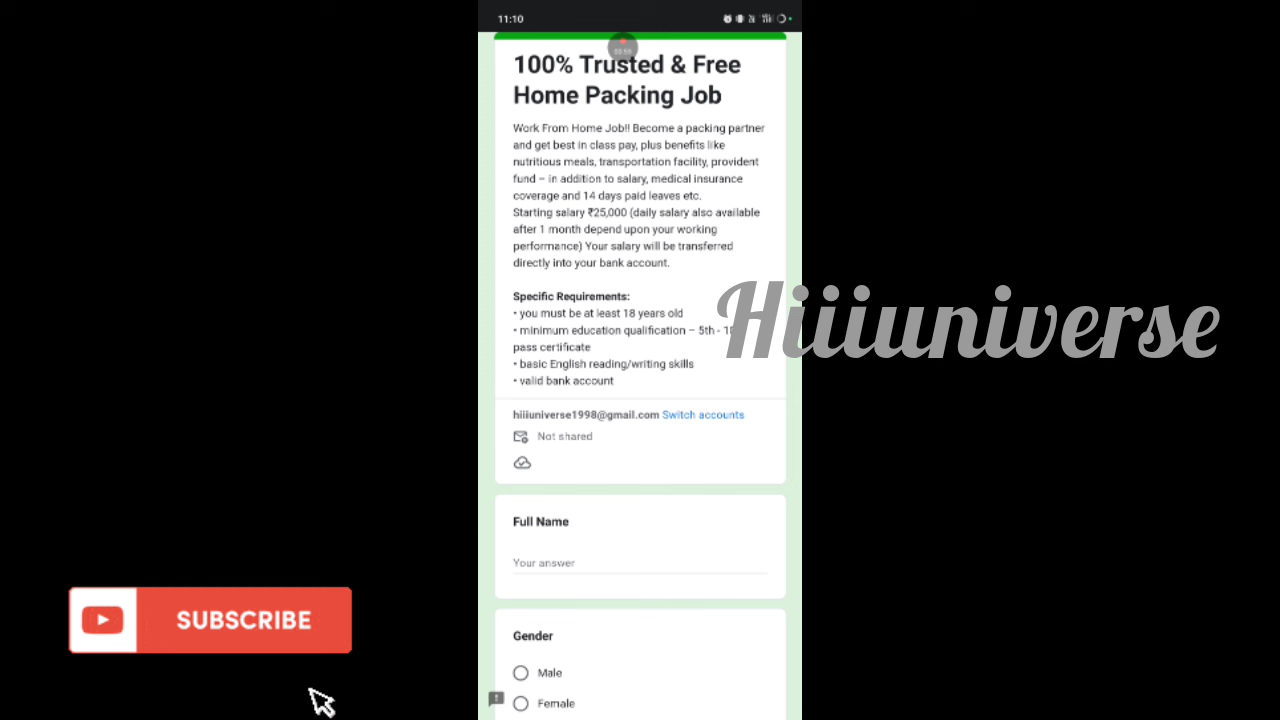 11:10
100% Trusted & Free
Home Packing Job
Work From Home Job!! Become a packing partner
and get best in class pay, plus benefits like
nutritious meals, transportation facility, provident
fund – in addition to salary, medical insurance
coverage and 14 days paid leaves etc.
Starting salary ₹25,000 (daily salary also available
after 1 month depend upon your working
performance) Your salary will be transferred
directly into your bank account.
Specific Requirements:
• you must be at least 18 years old
• minimum education qualification – 5th -
pass certificate
• basic English reading/writing skills
• valid bank account
Hiiiuniverse
hiiiuniverse1998@gmail.com Switch accounts
Not shared
Full Name
Your answer
Gender
Male
Female
SUBSCRIBE